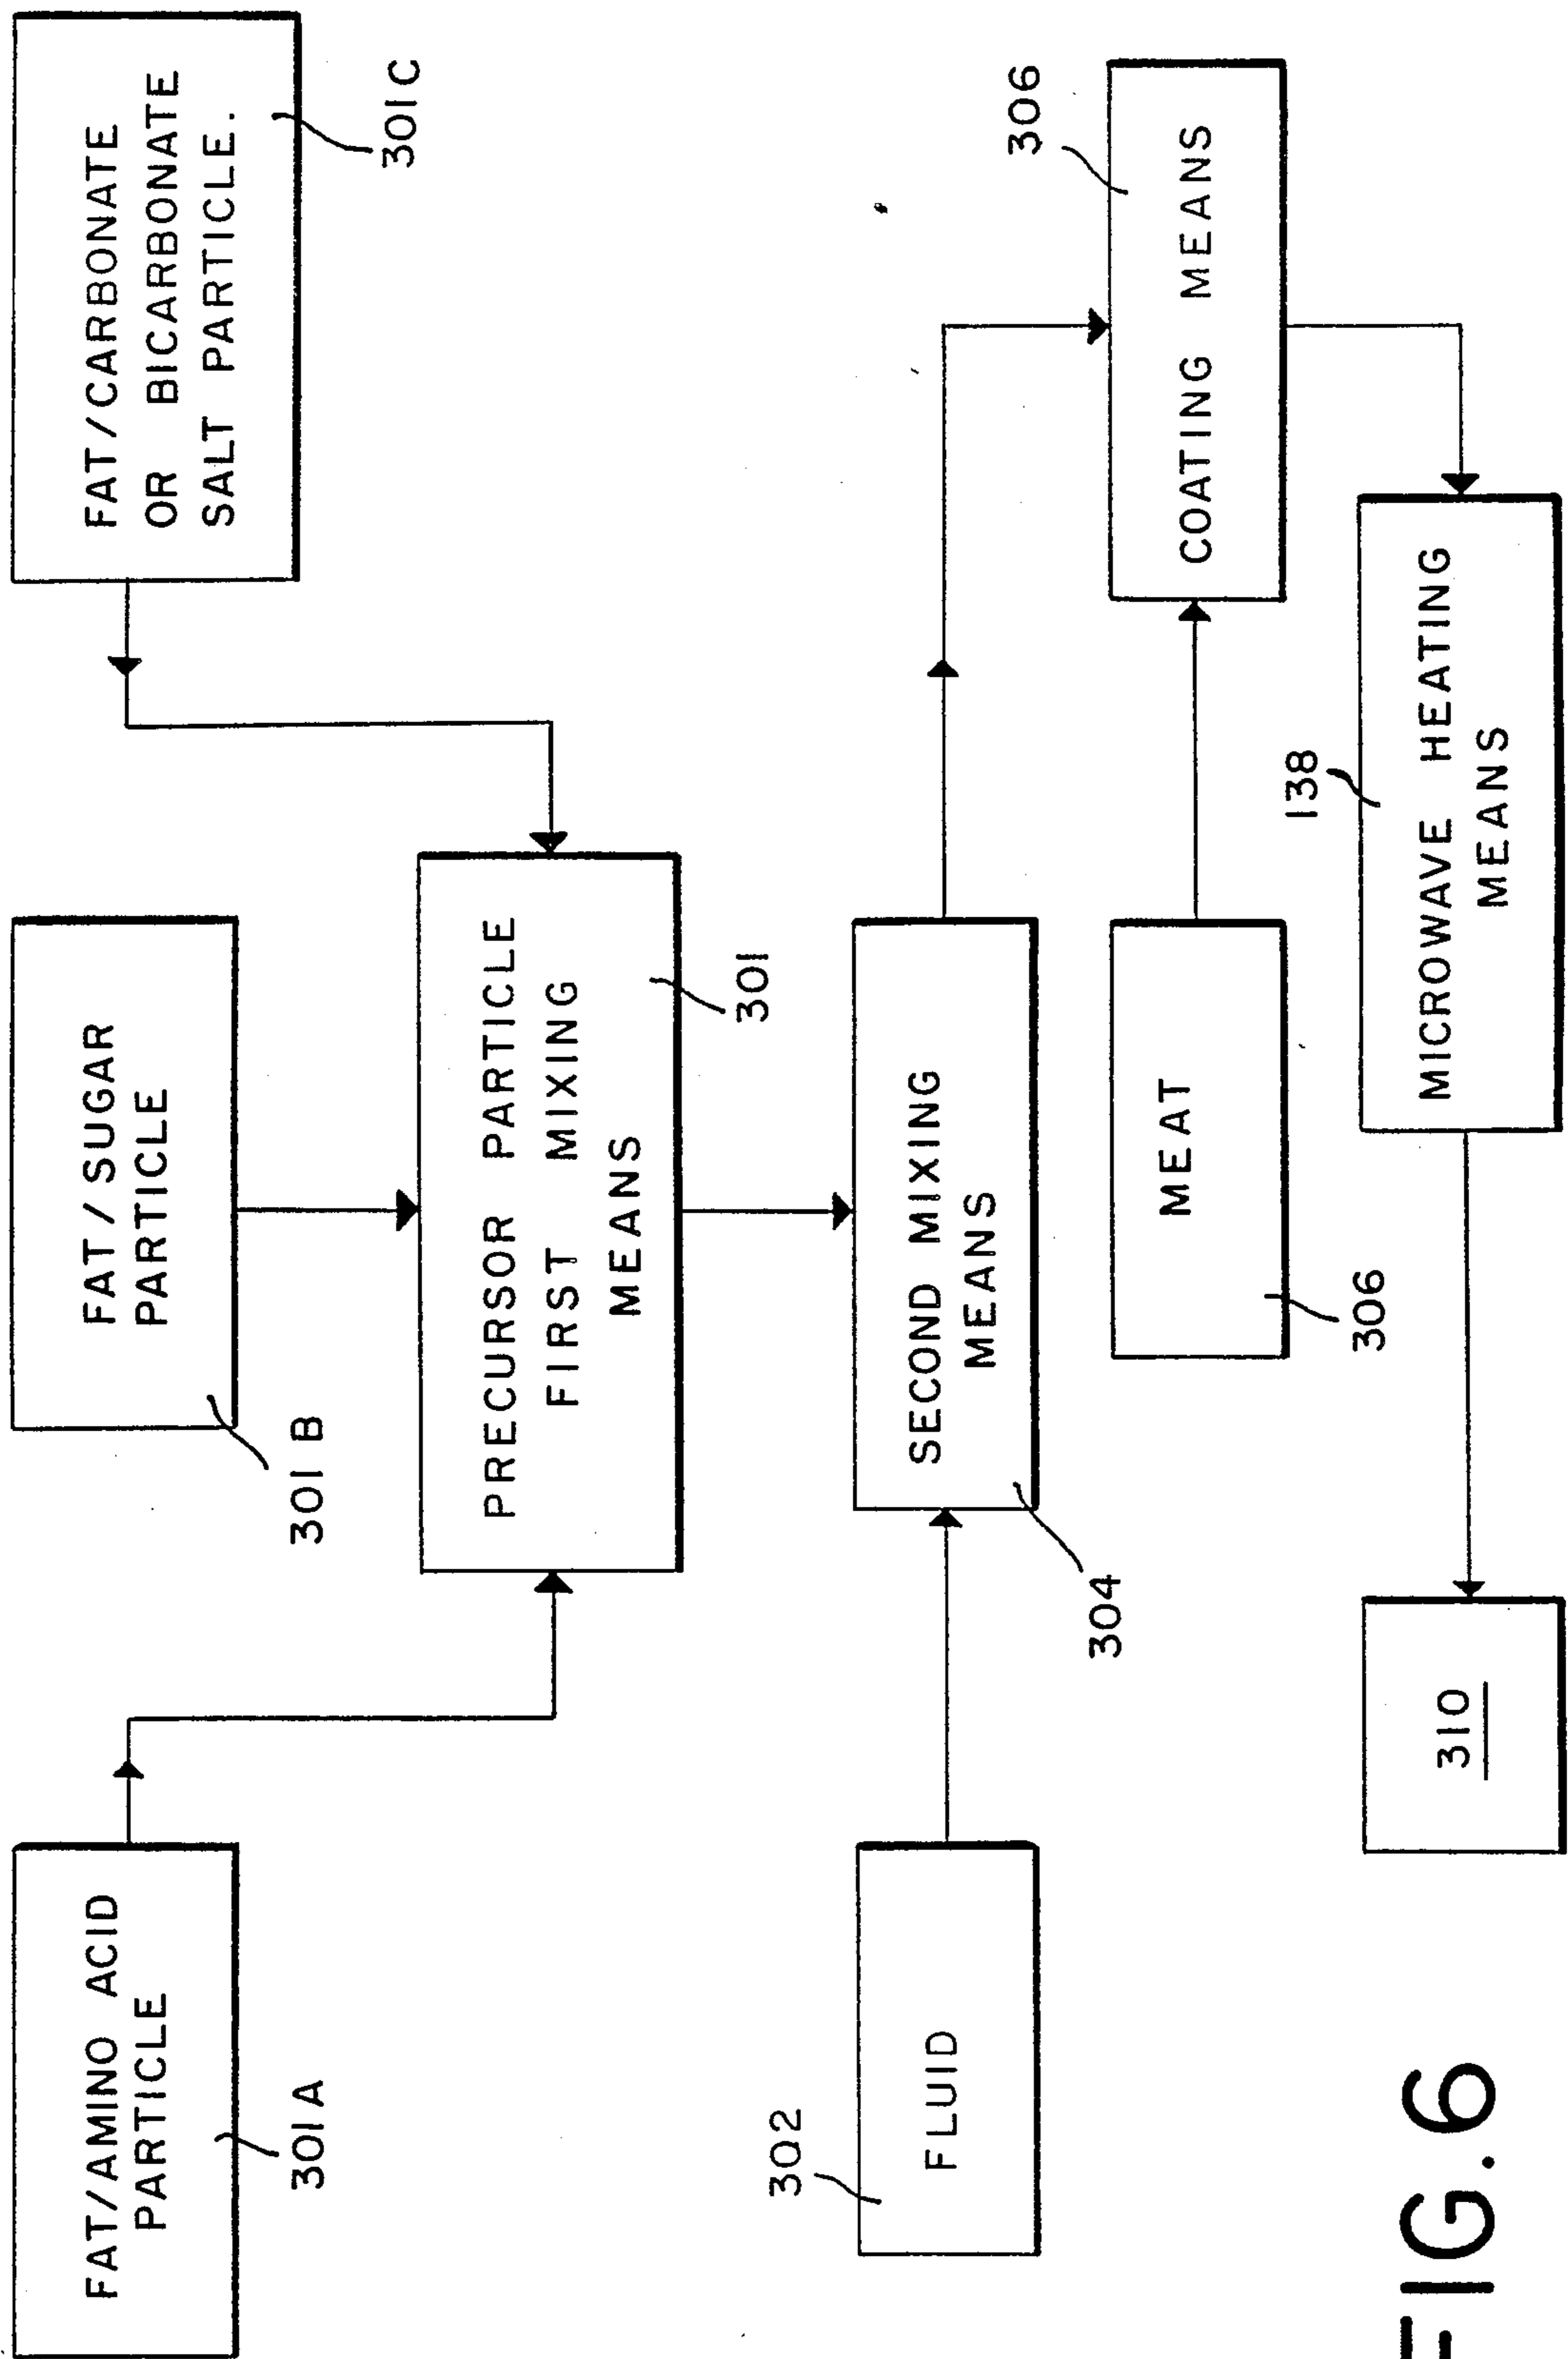 FAT/AMINO ACID
PARTICLE
301A
FAT/SUGAR
PARTICLE
301B
FAT/CARBONATE
OR BICARBONATE
SALT PARTICLE.
301C
PRECURSOR PARTICLE
FIRST MIXING
MEANS
301
302
FLUID
SECOND MIXING
MEANS
304
306
COATING MEANS
MEAT
306
138
MICROWAVE HEATING
MEANS
310
FIG.6